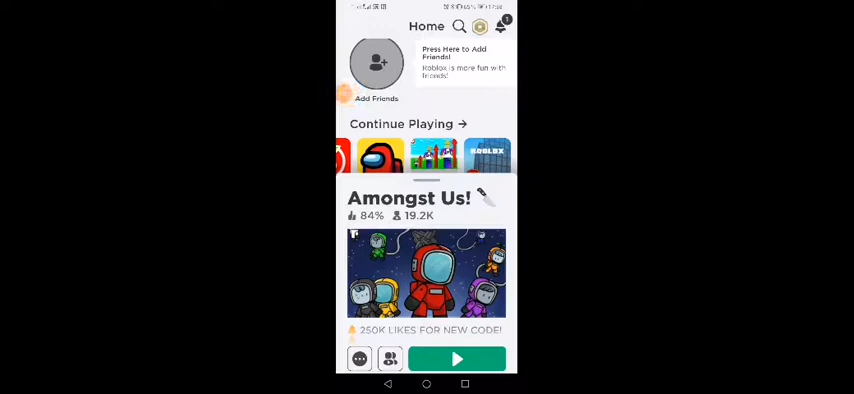 Home
1
Press Here to Add
Friends!
Roblox is more fun with
friends!
Add Friends
Continue Playing →
ROBLOX
Amongst Us! 🔪
84% 19.2K
250K LIKES FOR NEW CODE!